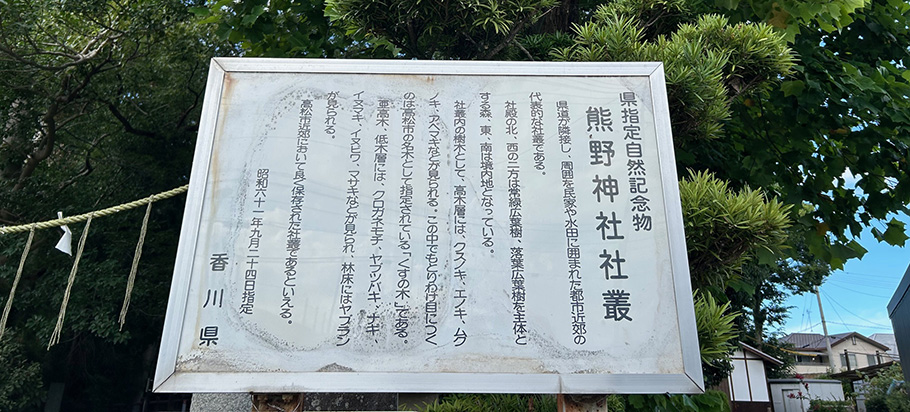 県指定自然記念物
熊野神社社叢
県道が隣接し、周囲を民家や水田に囲まれた都市近郊の
代表的な社叢である。
社殿の北、西の二方は常緑広葉樹、落葉広葉樹を主体と
する森、東、南は境内地となっている。
社叢内の樹木として、高木層には、クスノキ、エノキ、ムク
ノキ、アベマキなどが見られる。この中でもとりわけ目につく
のは高松市の名木として指定されている「くすの木」である。
亜高木、低木層には、クロガネモチ、ヤブツバキ、ナギ、
イヌマキ、イヌビワ、マサキなどが見られ、林床にはヤブラン
が見られる。
高松市近郊において良く保存された社叢であるといえる。
昭和六十一年九月二十四日指定
香川県